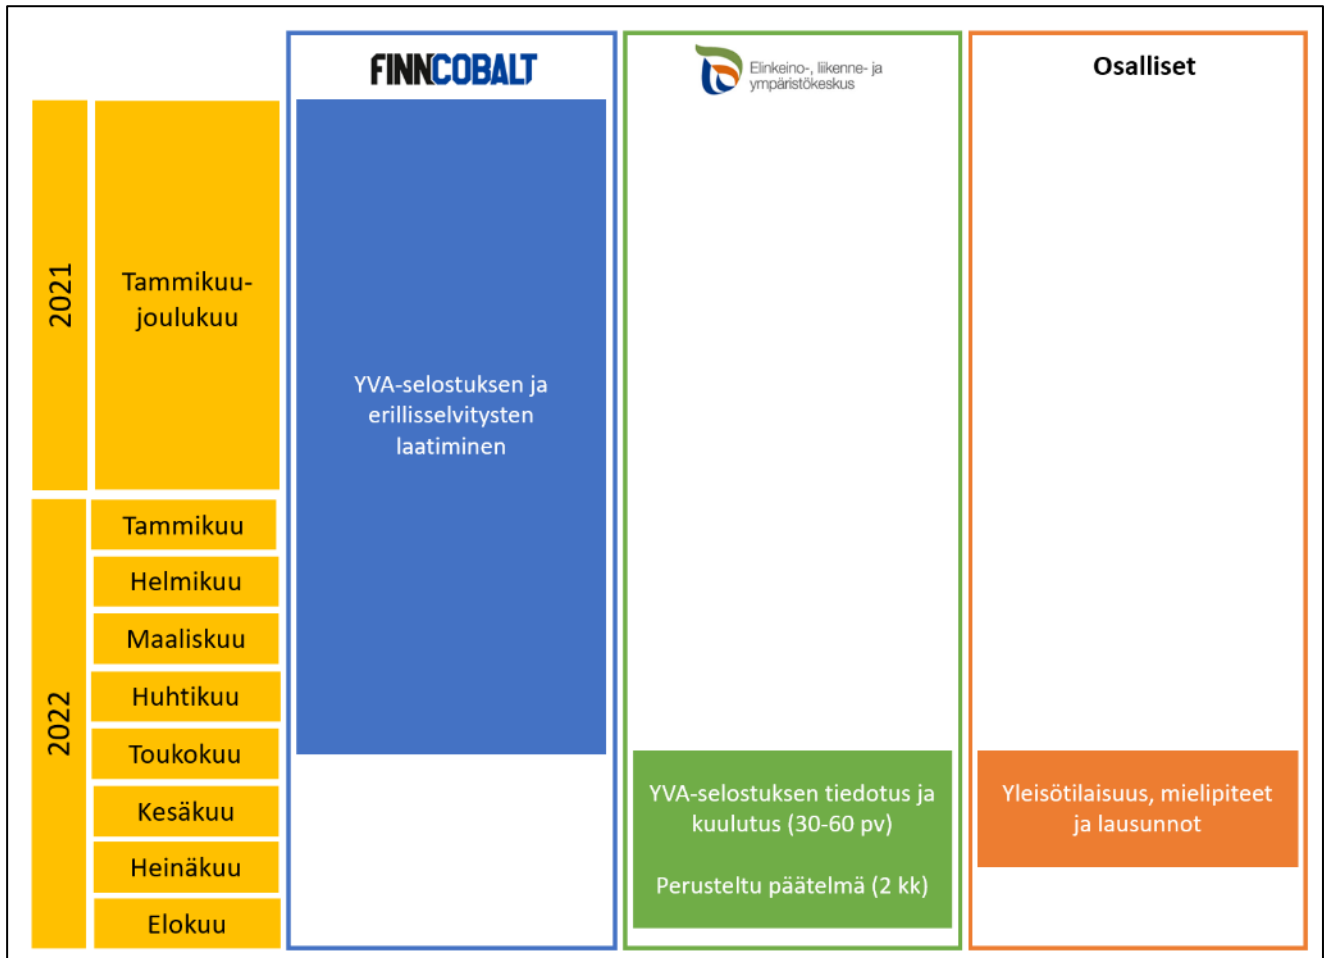 FINNCOBALT
Elinkeino-, liikenne- ja
ympäristökeskus
Osalliset
2021
Tammikuu-
joulukuu
YVA-selostuksen ja
erillisselvitysten
laatiminen
2022
Tammikuu
Helmikuu
Maaliskuu
Huhtikuu
Toukokuu
Kesäkuu
Heinäkuu
Elokuu
YVA-selostuksen tiedotus ja
kuulutus (30-60 pv)
Perusteltu päätelmä (2 kk)
Yleisötilaisuus, mielipiteet
ja lausunnot